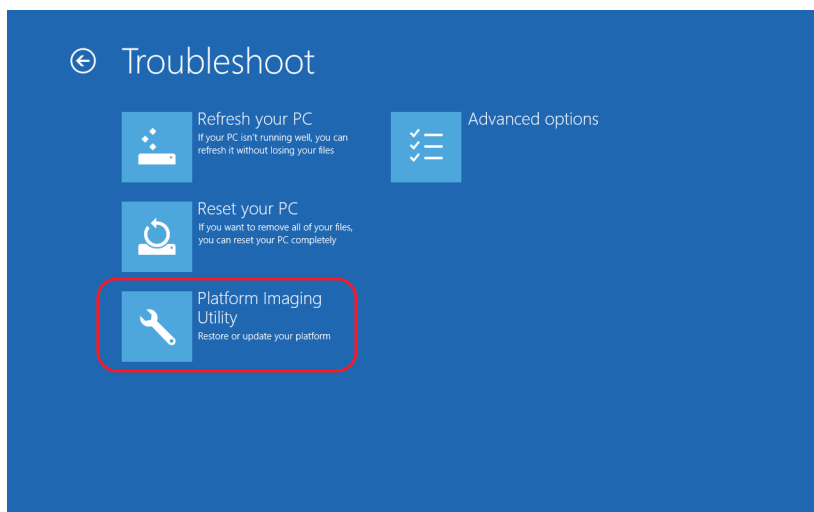 Troubleshoot
Refresh your PC
If your PC isn't running well, you can
refresh it without losing your files
Advanced options
Reset your PC
If you want to remove all of your files,
you can reset your PC completely
Platform Imaging
Utility
Restore or update your platform